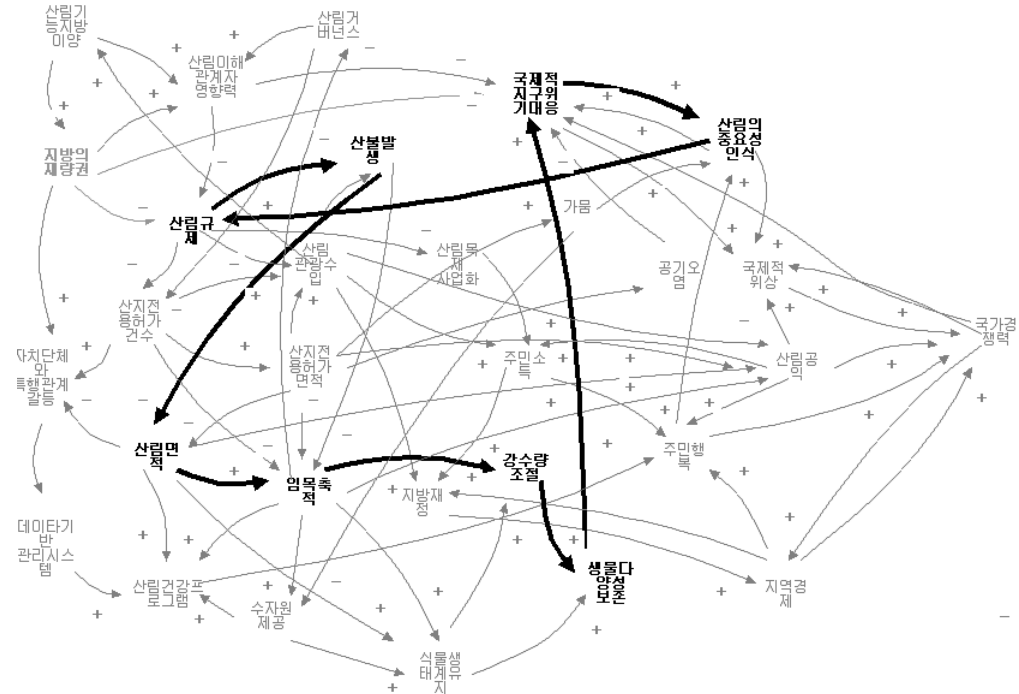 산림기
능지방
이양
산림거
버넌스
산림이해
관계자
영향력
국제적
지구위
기대응
산림의
중요성
인식
지방의
재량권
산불발
생
산림규
제
가뭄
산림
관광수
입
산림목
재
사업화
공기오
염
국제적
위상
산지전
용허가
건수
국가경
쟁력
자치단체
와
특행관계
갈등
산지전
용허가
면적
주민소
득
산림공
익
산림면
적
임목축
적
강수량
조절
주민행
복
지방재
정
데이타기
반
관리시스
템
생물다
양성
보존
산림건강프
로그램
수자원
제공
지역경
제
식물생
태계유
지